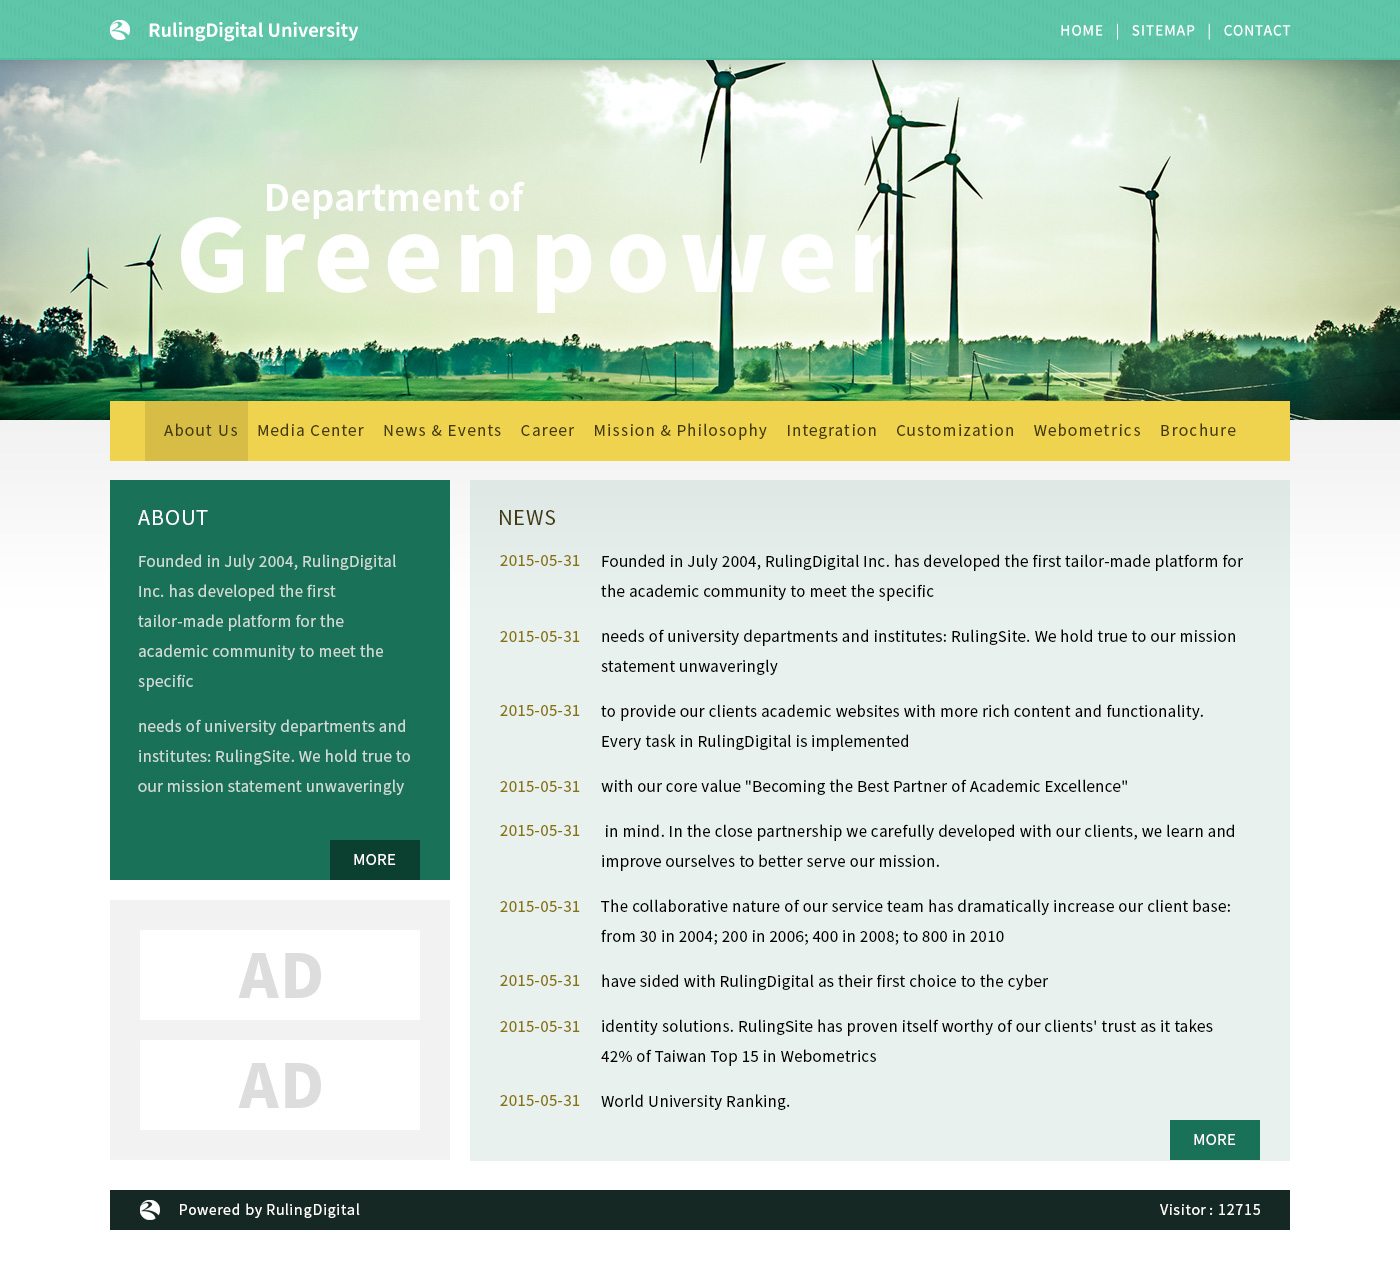 RulingDigital University
HOME | SITEMAP | CONTACT
Department of
Greenpower
About Us Media Center News & Events Career Mission & Philosophy Integration Customization Webometrics Brochure
ABOUT
Founded in July 2004, RulingDigital
Inc. has developed the first
tailor-made platform for the
academic community to meet the
specific
needs of university departments and
institutes: RulingSite. We hold true to
our mission statement unwaveringly
MORE
AD
AD
NEWS
2015-05-31 Founded in July 2004, RulingDigital Inc. has developed the first tailor-made platform for
the academic community to meet the specific
2015-05-31 needs of university departments and institutes: RulingSite. We hold true to our mission
statement unwaveringly
2015-05-31 to provide our clients academic websites with more rich content and functionality.
Every task in RulingDigital is implemented
2015-05-31 with our core value "Becoming the Best Partner of Academic Excellence"
2015-05-31 in mind. In the close partnership we carefully developed with our clients, we learn and
improve ourselves to better serve our mission.
2015-05-31 The collaborative nature of our service team has dramatically increase our client base:
from 30 in 2004; 200 in 2006; 400 in 2008; to 800 in 2010
2015-05-31 have sided with RulingDigital as their first choice to the cyber
2015-05-31 identity solutions. RulingSite has proven itself worthy of our clients' trust as it takes
42% of Taiwan Top 15 in Webometrics
2015-05-31 World University Ranking.
MORE
Powered by RulingDigital
Visitor : 12715